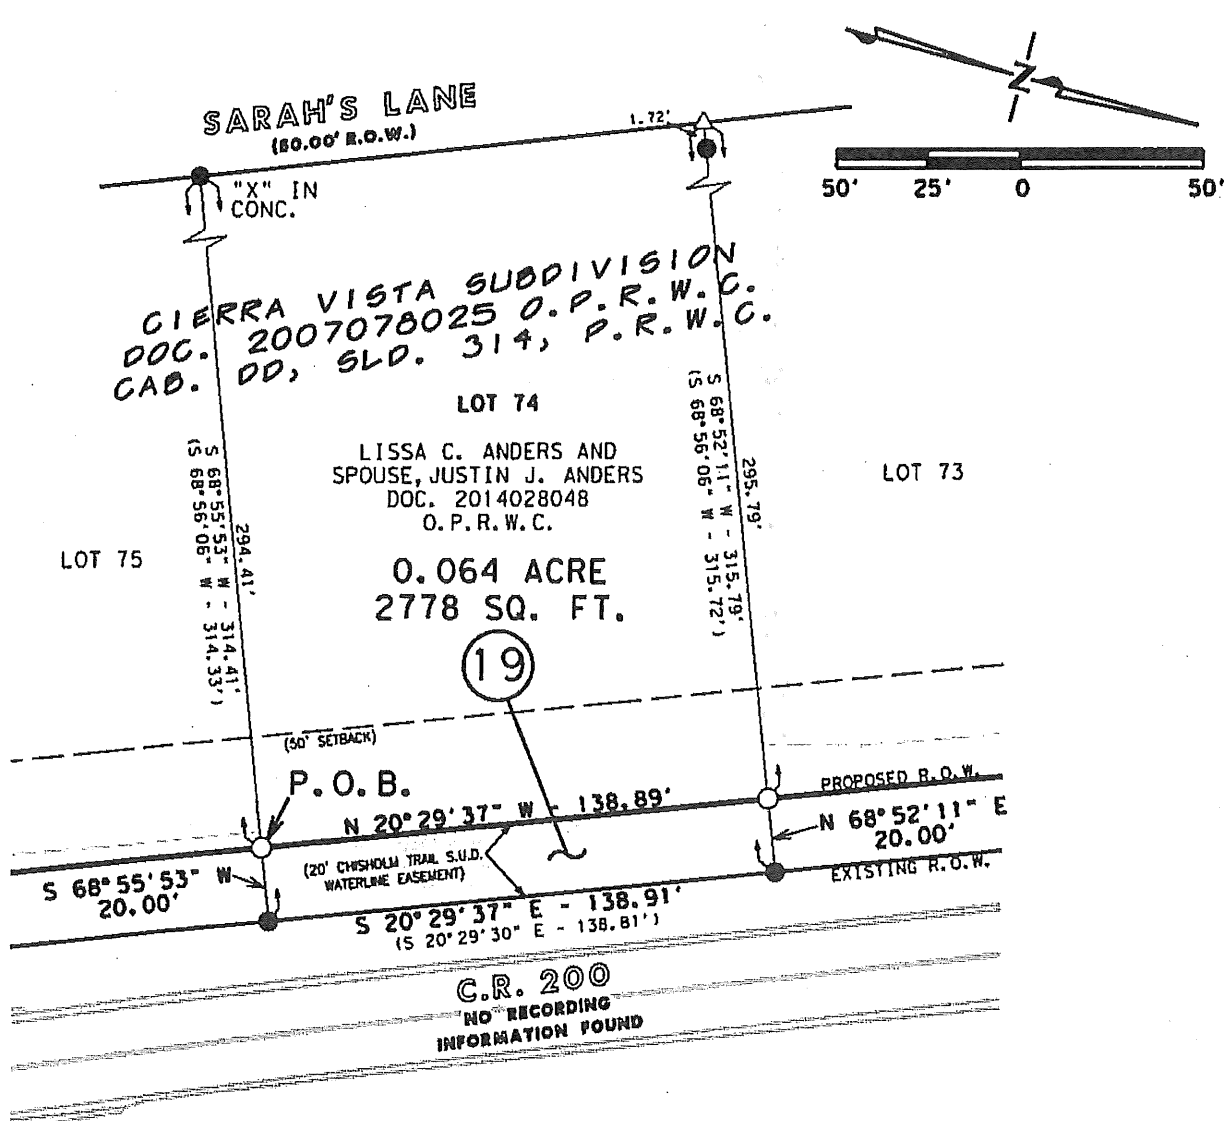 SARAH'S LANE
(60.00' R.O.W.)
1.72'
N
50' 25' 0 50'
"X" IN
CONC.
CIERRA VISTA SUBDIVISION
DOC. 2007078025 O.P.R.W.C.
CAB. DD, SLD. 314, P.R.W.C.
LOT 74
LISSA C. ANDERS AND
SPOUSE, JUSTIN J. ANDERS
DOC. 2014028048
O.P.R.W.C.
0.064 ACRE
2778 SQ. FT.
19
LOT 75
LOT 73
294.41'
S 68°55'53" W - 314.41'
(S 68°56'06" W - 314.33')
295.79'
S 68°52'11" W - 315.79'
(S 68°56'06" W - 315.72')
(50' SETBACK)
P.O.B.
N 20°29'37" W - 138.89'
PROPOSED R.O.W.
N 68°52'11" E
20.00'
EXISTING R.O.W.
S 68°55'53" W
20.00'
(20' CHISHOLM TRAIL S.U.D.
WATERLINE EASEMENT)
S 20°29'37" E - 138.91'
(S 20°29'30" E - 138.81')
C.R. 200
NO RECORDING
INFORMATION FOUND